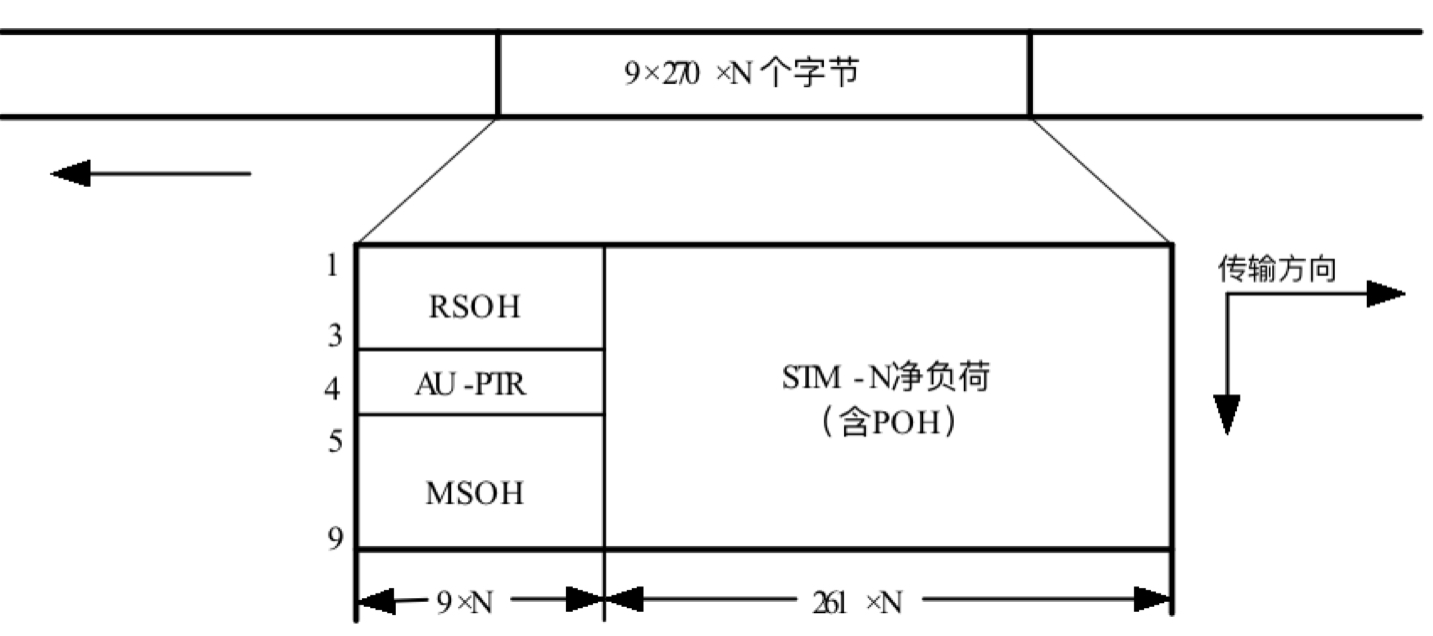 9×270 ×N个字节
传输方向
1
RSOH
3
4
AU-PTR
STM -N净负荷
（含POH）
5
MSOH
9
9×N
261 ×N